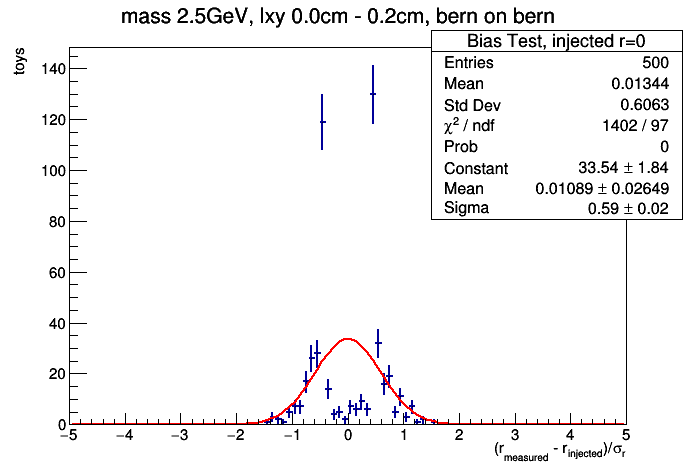 mass 2.5GeV, lxy 0.0cm - 0.2cm, bern on bern
toys
Bias Test, injected r=0
Entries 500
Mean 0.01344
Std Dev 0.6063
χ² / ndf 1402 / 97
Prob 0
Constant 33.54 ± 1.84
Mean 0.01089 ± 0.02649
Sigma 0.59 ± 0.02
140
120
100
80
60
40
20
0
−5 −4 −3 −2 −1 0 1 2 3 4 5
(r_measured - r_injected)/σ_r